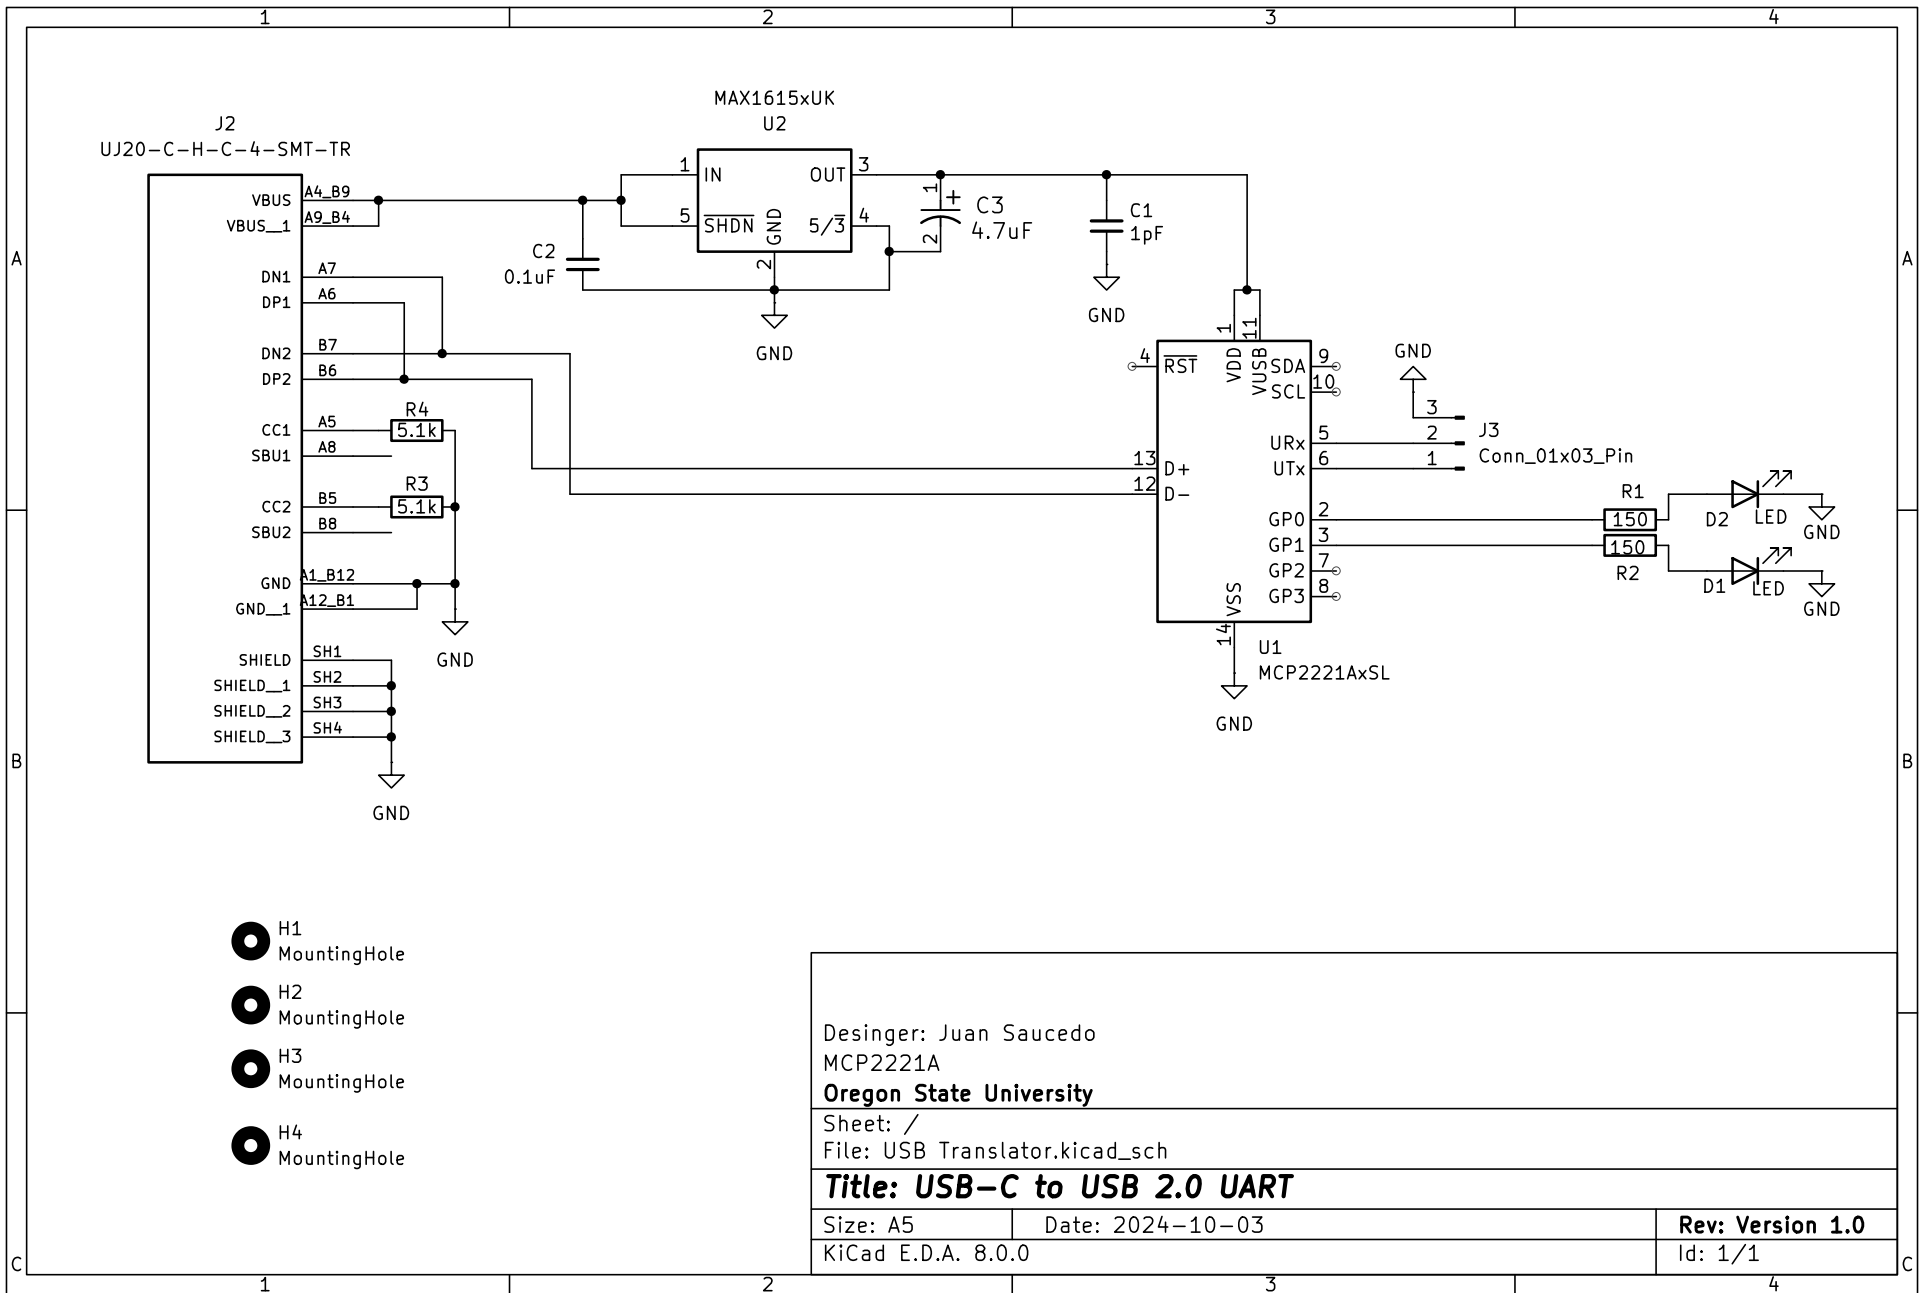 1 2 3 4
A
B
C
A
B
C
1 2 3 4
J2
UJ20-C-H-C-4-SMT-TR
VBUS A4_B9
VBUS__1 A9_B4
DN1 A7
DP1 A6
DN2 B7
DP2 B6
CC1 A5
SBU1 A8
CC2 B5
SBU2 B8
GND A1_B12
GND__1 A12_B1
SHIELD SH1
SHIELD__1 SH2
SHIELD__2 SH3
SHIELD__3 SH4
GND
R4
5.1k
R3
5.1k
GND
C2
0.1uF
MAX1615xUK
U2
1 IN OUT 3
5 SHDN GND 5/3 4
2
GND
1
C3
4.7uF
2
C1
1pF
GND
1 11
4 RST VDD VUSB SDA 9
SCL 10
URx 5
13 D+ UTx 6
12 D-
GP0 2
GP1 3
GP2 7
GP3 8
VSS
14
U1
MCP2221AxSL
GND
GND
3
2
1
J3
Conn_01x03_Pin
R1
150
D2 LED
GND
150
R2
D1 LED
GND
H1
MountingHole
H2
MountingHole
H3
MountingHole
H4
MountingHole
Desinger: Juan Saucedo
MCP2221A
Oregon State University
Sheet: /
File: USB Translator.kicad_sch
Title: USB-C to USB 2.0 UART
Size: A5 Date: 2024-10-03 Rev: Version 1.0
KiCad E.D.A. 8.0.0 Id: 1/1